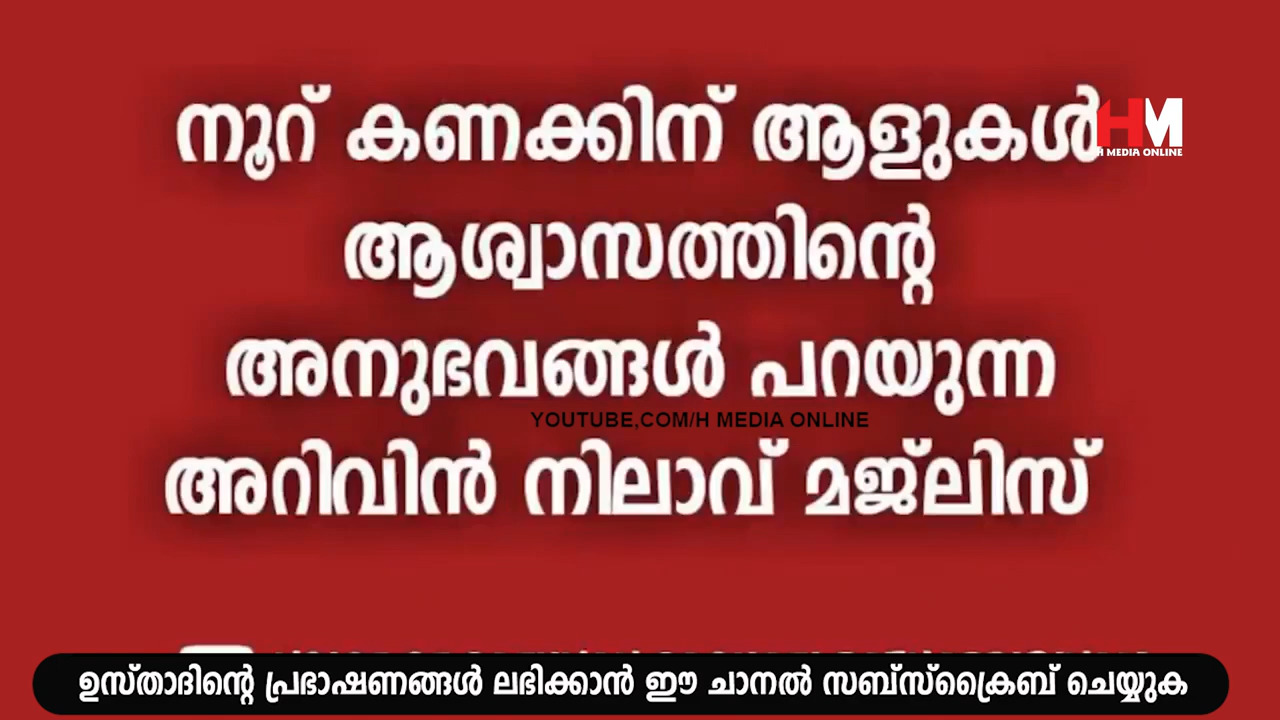 നൂറ് കണക്കിന് ആളുകൾ
HM
H MEDIA ONLINE
ആശ്വാസത്തിന്റെ
അനുഭവങ്ങൾ പറയുന്ന
YOUTUBE,COM/H MEDIA ONLINE
അറിവിൻ നിലാവ് മജ്ലിസ്
ഉസ്താദിന്റെ പ്രഭാഷണങ്ങൾ ലഭിക്കാൻ ഈ ചാനൽ സബ്സ്ക്രൈബ് ചെയ്യുക